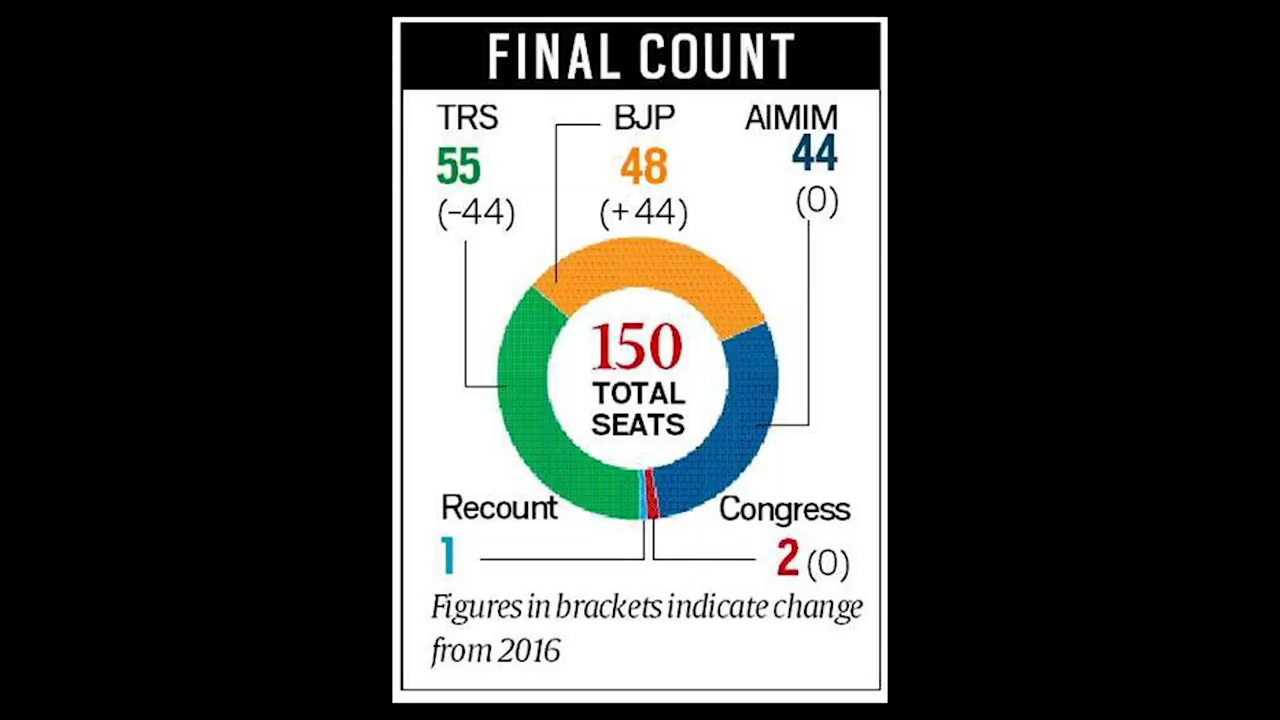 FINAL COUNT
TRS
55
(-44)
BJP
48
(+44)
AIMIM
44
(0)
150
TOTAL
SEATS
Recount
1
Congress
2 (0)
Figures in brackets indicate change
from 2016